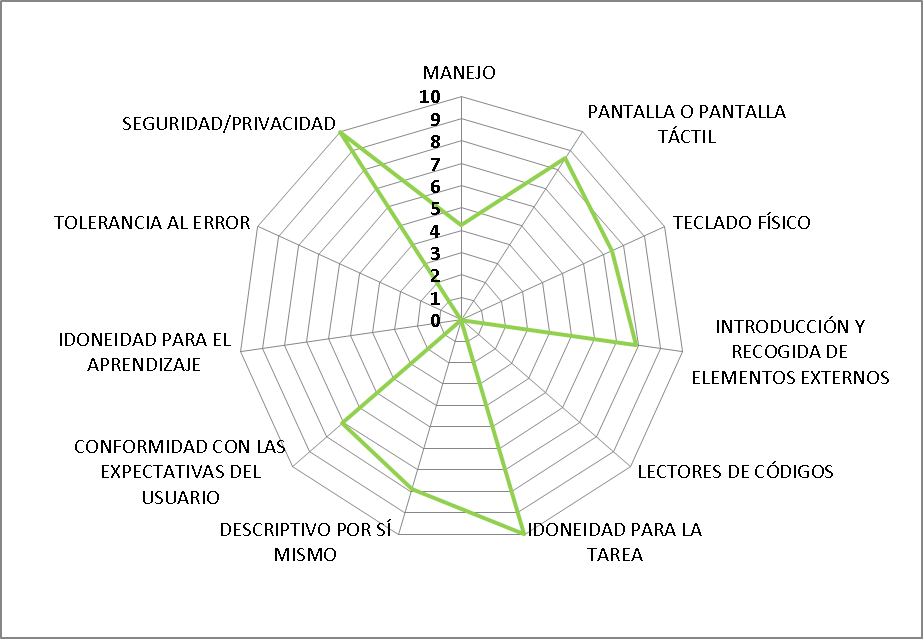 MANEJO
10
9
8
7
6
5
4
3
2
1
0
PANTALLA O PANTALLA
TÁCTIL
TECLADO FÍSICO
INTRODUCCIÓN Y
RECOGIDA DE
ELEMENTOS EXTERNOS
LECTORES DE CÓDIGOS
IDONEIDAD PARA LA
TAREA
DESCRIPTIVO POR SÍ
MISMO
CONFORMIDAD CON LAS
EXPECTATIVAS DEL
USUARIO
IDONEIDAD PARA EL
APRENDIZAJE
TOLERANCIA AL ERROR
SEGURIDAD/PRIVACIDAD